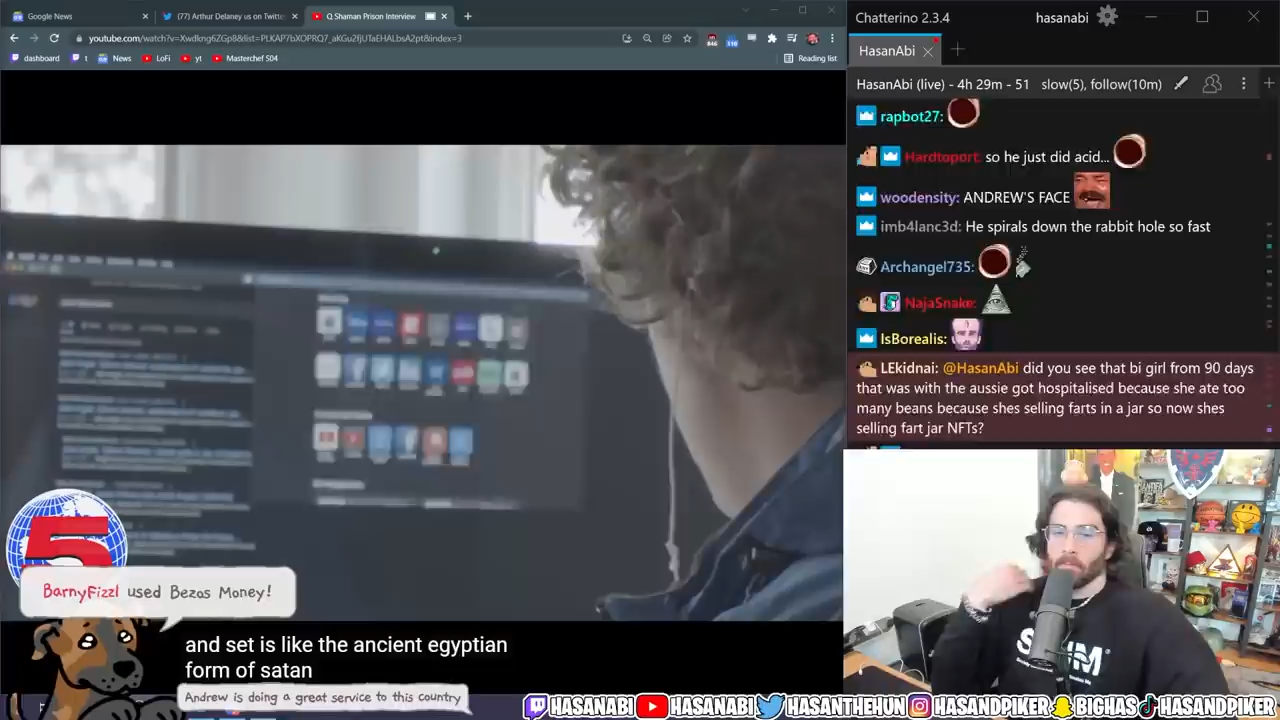 Google News
(77) Arthur Delaney us on Twitte
Q Shaman Prison Interview
youtube.com/watch?v=Xwdkng6ZGp8&list=PLKAP7bXOPRQ7_aKGu2fjUTaEHALbsA2pt&index=3
dashboard
t
News
LoFi
yt
Masterchef S04
Reading list
Chatterino 2.3.4
hasanabi
HasanAbi
HasanAbi (live) - 4h 29m - 51
slow(5), follow(10m)
rapbot27:
Hardtoport: so he just did acid...
woodensity: ANDREW'S FACE
imb4lanc3d: He spirals down the rabbit hole so fast
Archangel735:
NajaSnake:
IsBorealis:
LEkidnai: @HasanAbi did you see that bi girl from 90 days
that was with the aussie got hospitalised because she ate too
many beans because shes selling farts in a jar so now shes
selling fart jar NFTs?
5
BarnyFizzl used Bezos Money!
and set is like the ancient egyptian
form of satan
Andrew is doing a great service to this country
HASANABI
HASANABI
HASANTHEHUN
HASANDPIKER
BIGHAS
HASANDPIKER